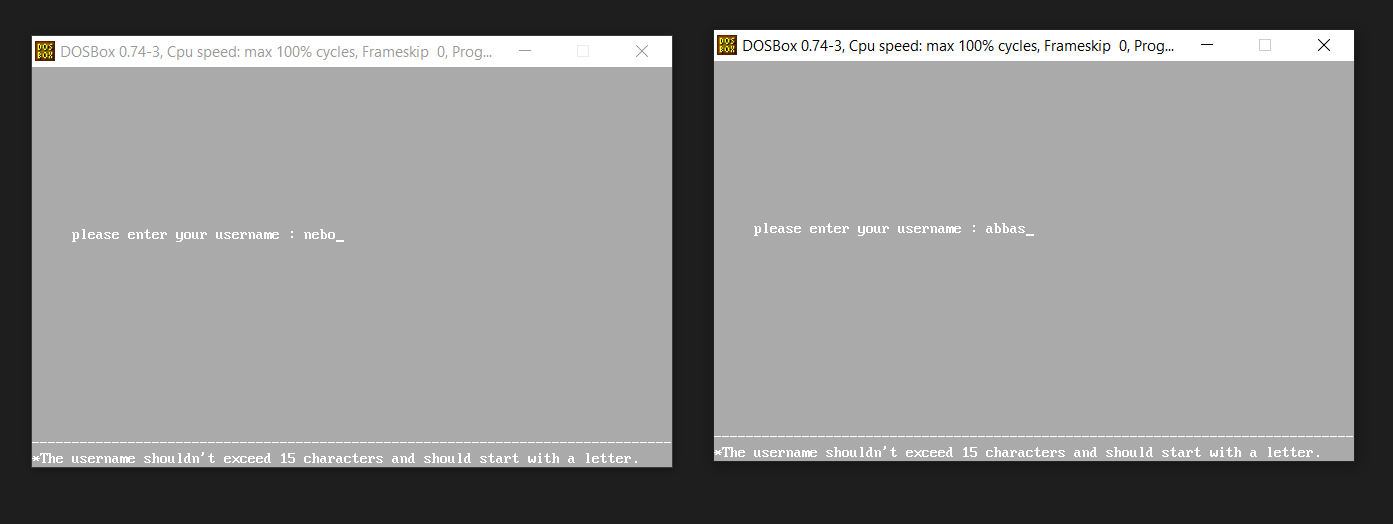 DOSBox 0.74-3, Cpu speed: max 100% cycles, Frameskip 0, Prog...
please enter your username : nebo_
*The username shouldn't exceed 15 characters and should start with a letter.
DOSBox 0.74-3, Cpu speed: max 100% cycles, Frameskip 0, Prog...
please enter your username : abbas_
*The username shouldn't exceed 15 characters and should start with a letter.